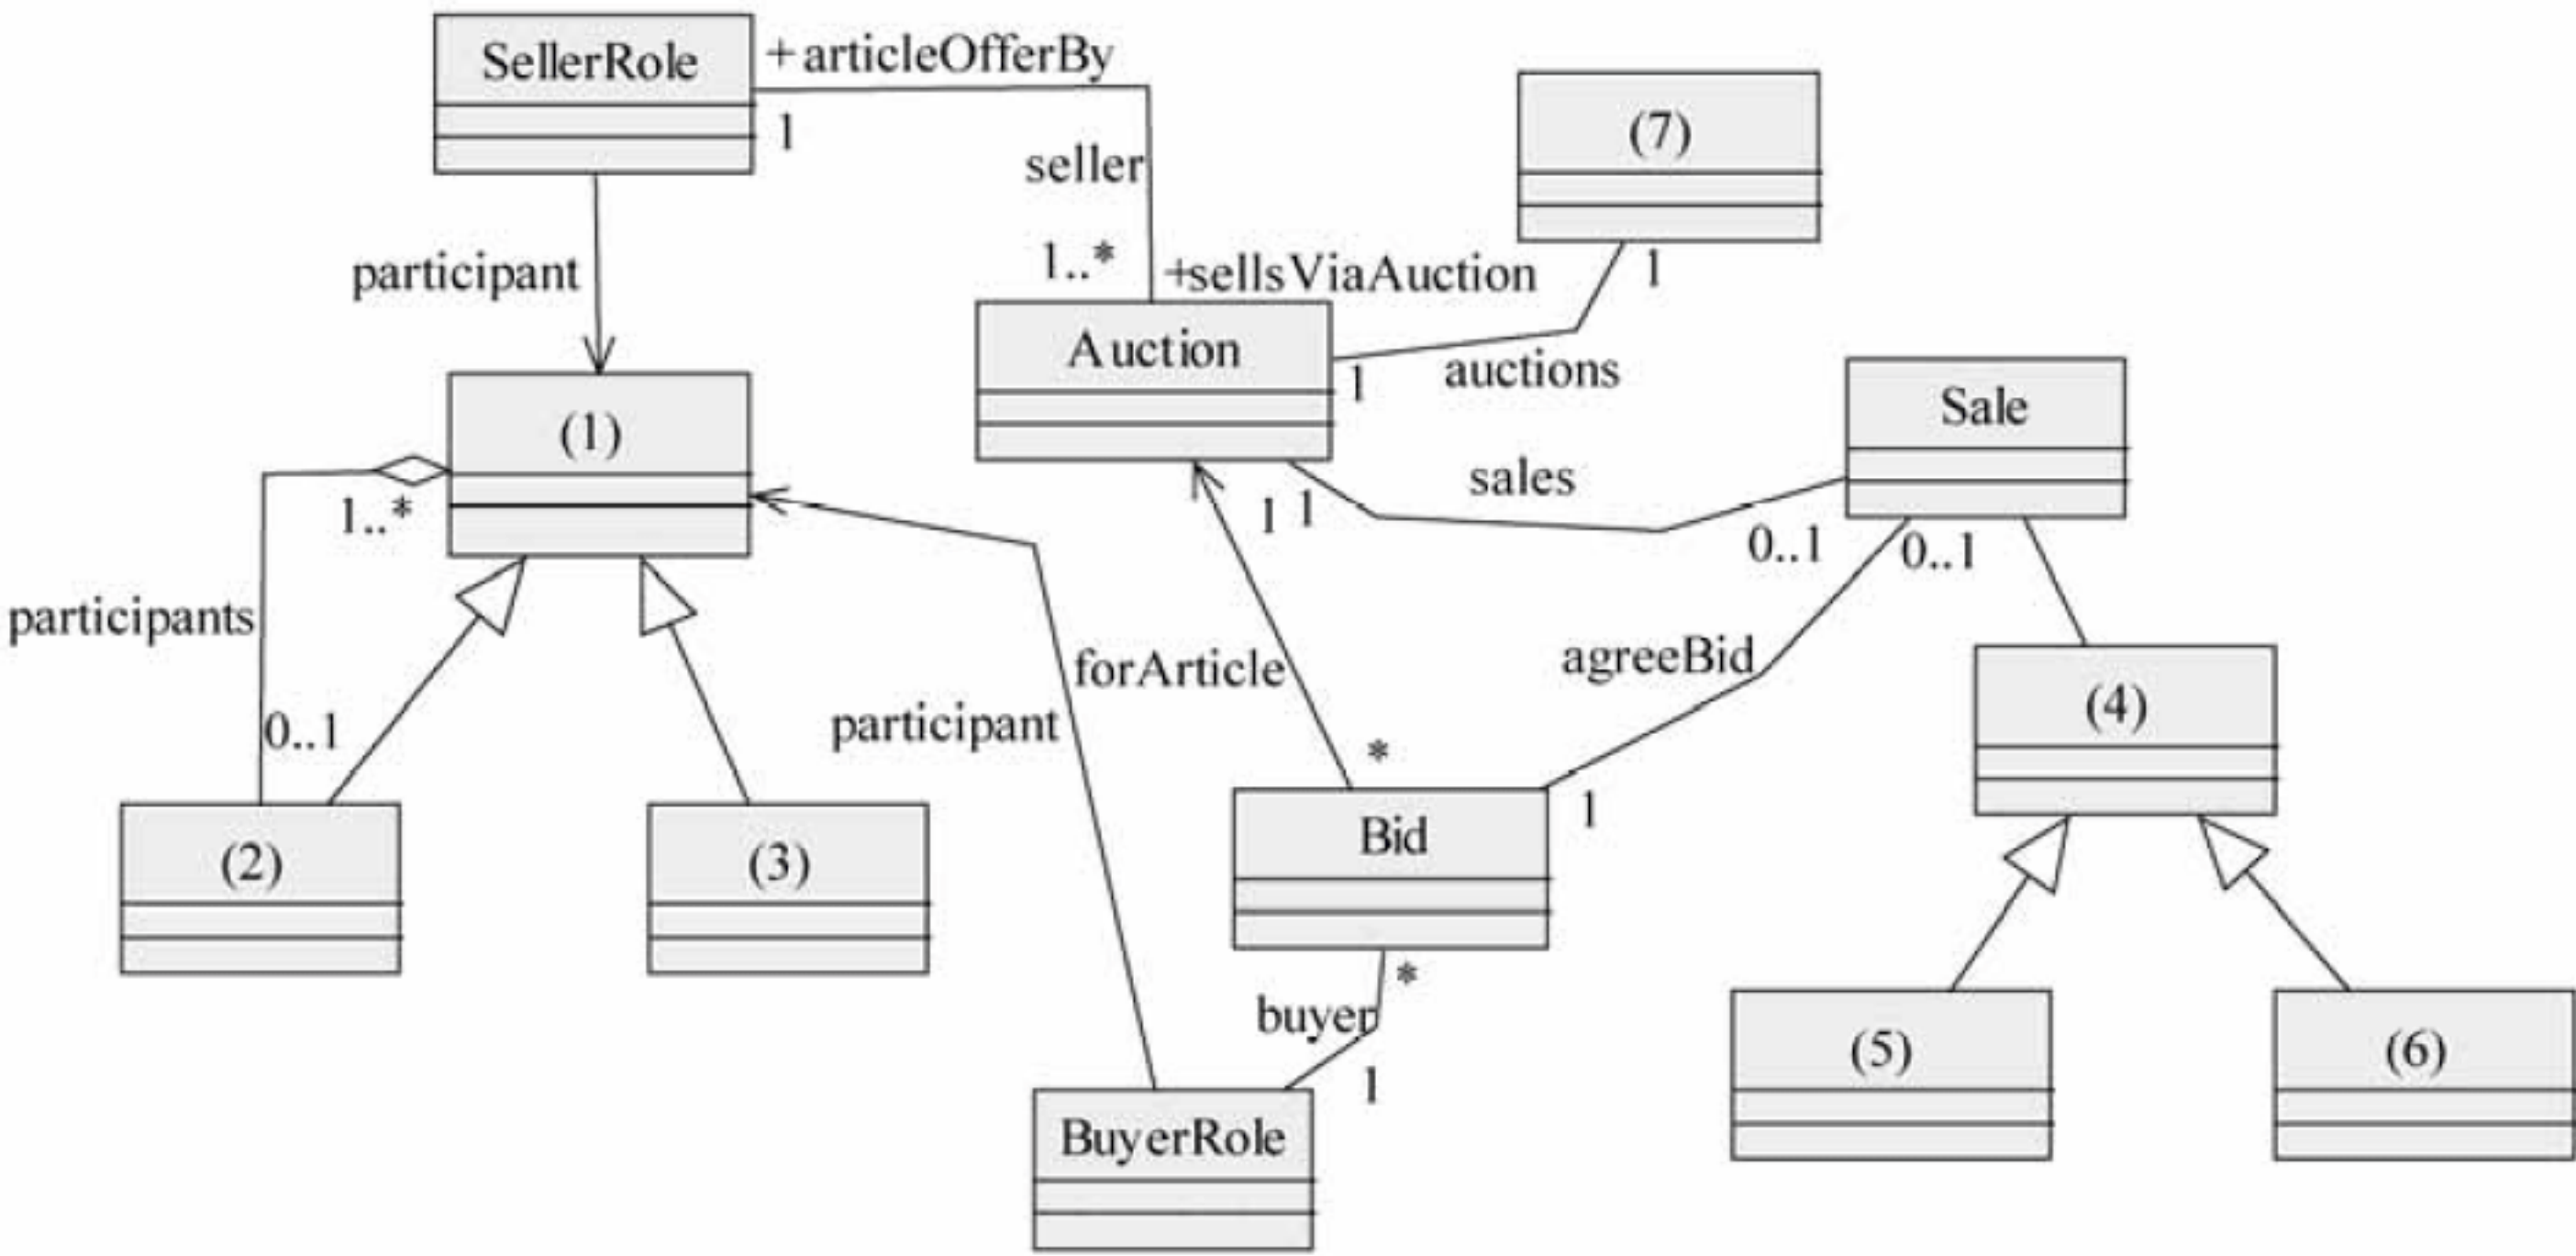 SellerRole
+articleOfferBy
1
seller
1..*
(7)
1
participant
+sellsViaAuction
Auction
1
auctions
Sale
(1)
1..*
sales
1
1
0..1
0..1
participants
0..1
forArticle
participant
agreeBid
(4)
*
1
(2)
(3)
Bid
*
buyer
1
(5)
(6)
BuyerRole